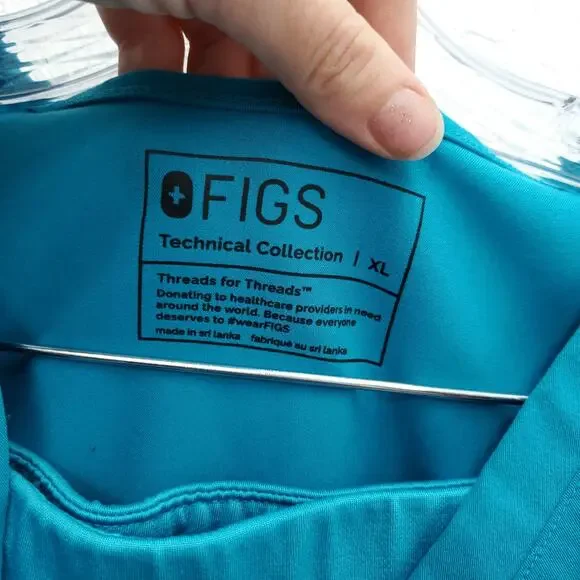 FIGS
Technical Collection | XL
Threads for Threads™
Donating to healthcare providers in need
around the world. Because everyone
deserves to #wearFIGS
made in sri lanka fabriqué au sri lanka